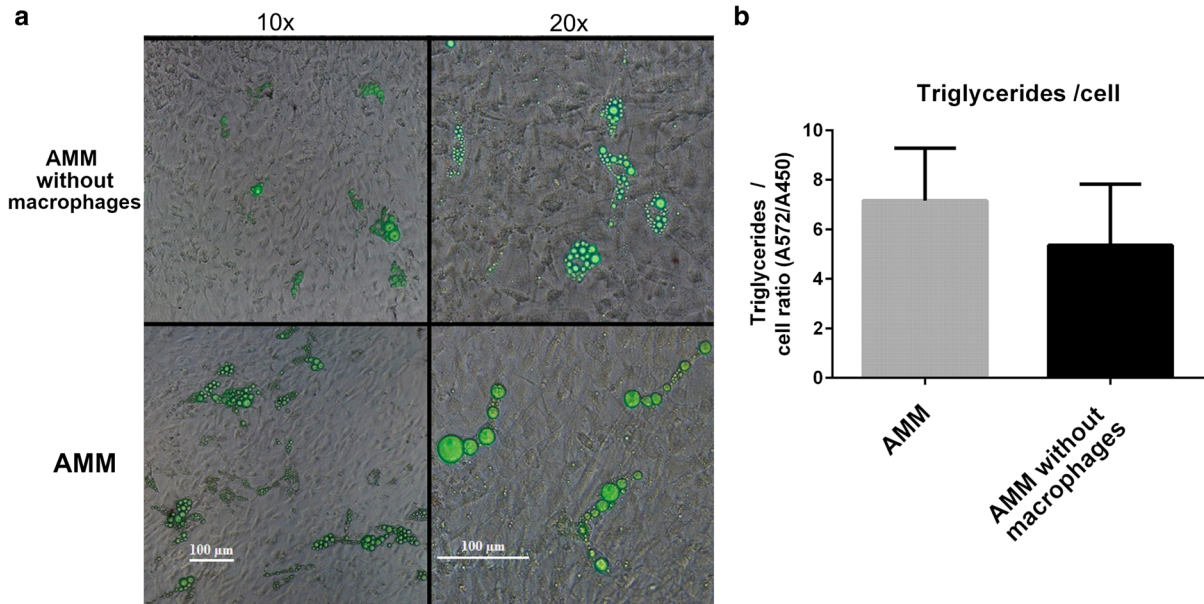 a
10x
20x
AMM
without
macrophages
AMM
100 µm
100 µm
b
Triglycerides /cell
Triglycerides /
cell ratio (A572/A450)
10
8
6
4
2
0
AMM
AMM without
macrophages